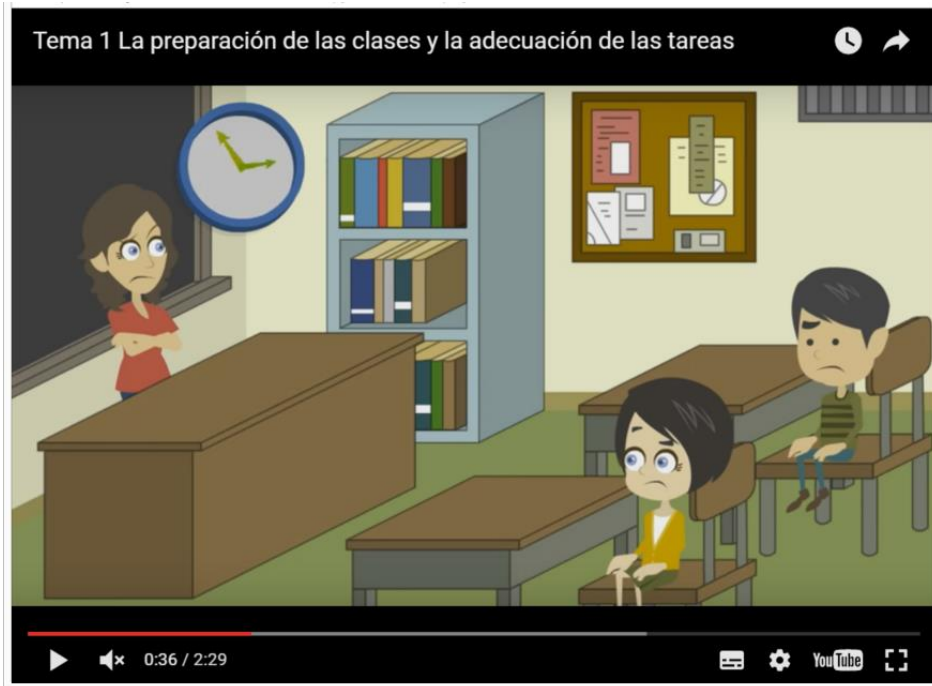 Tema 1 La preparación de las clases y la adecuación de las tareas
0:36 / 2:29
YouTube